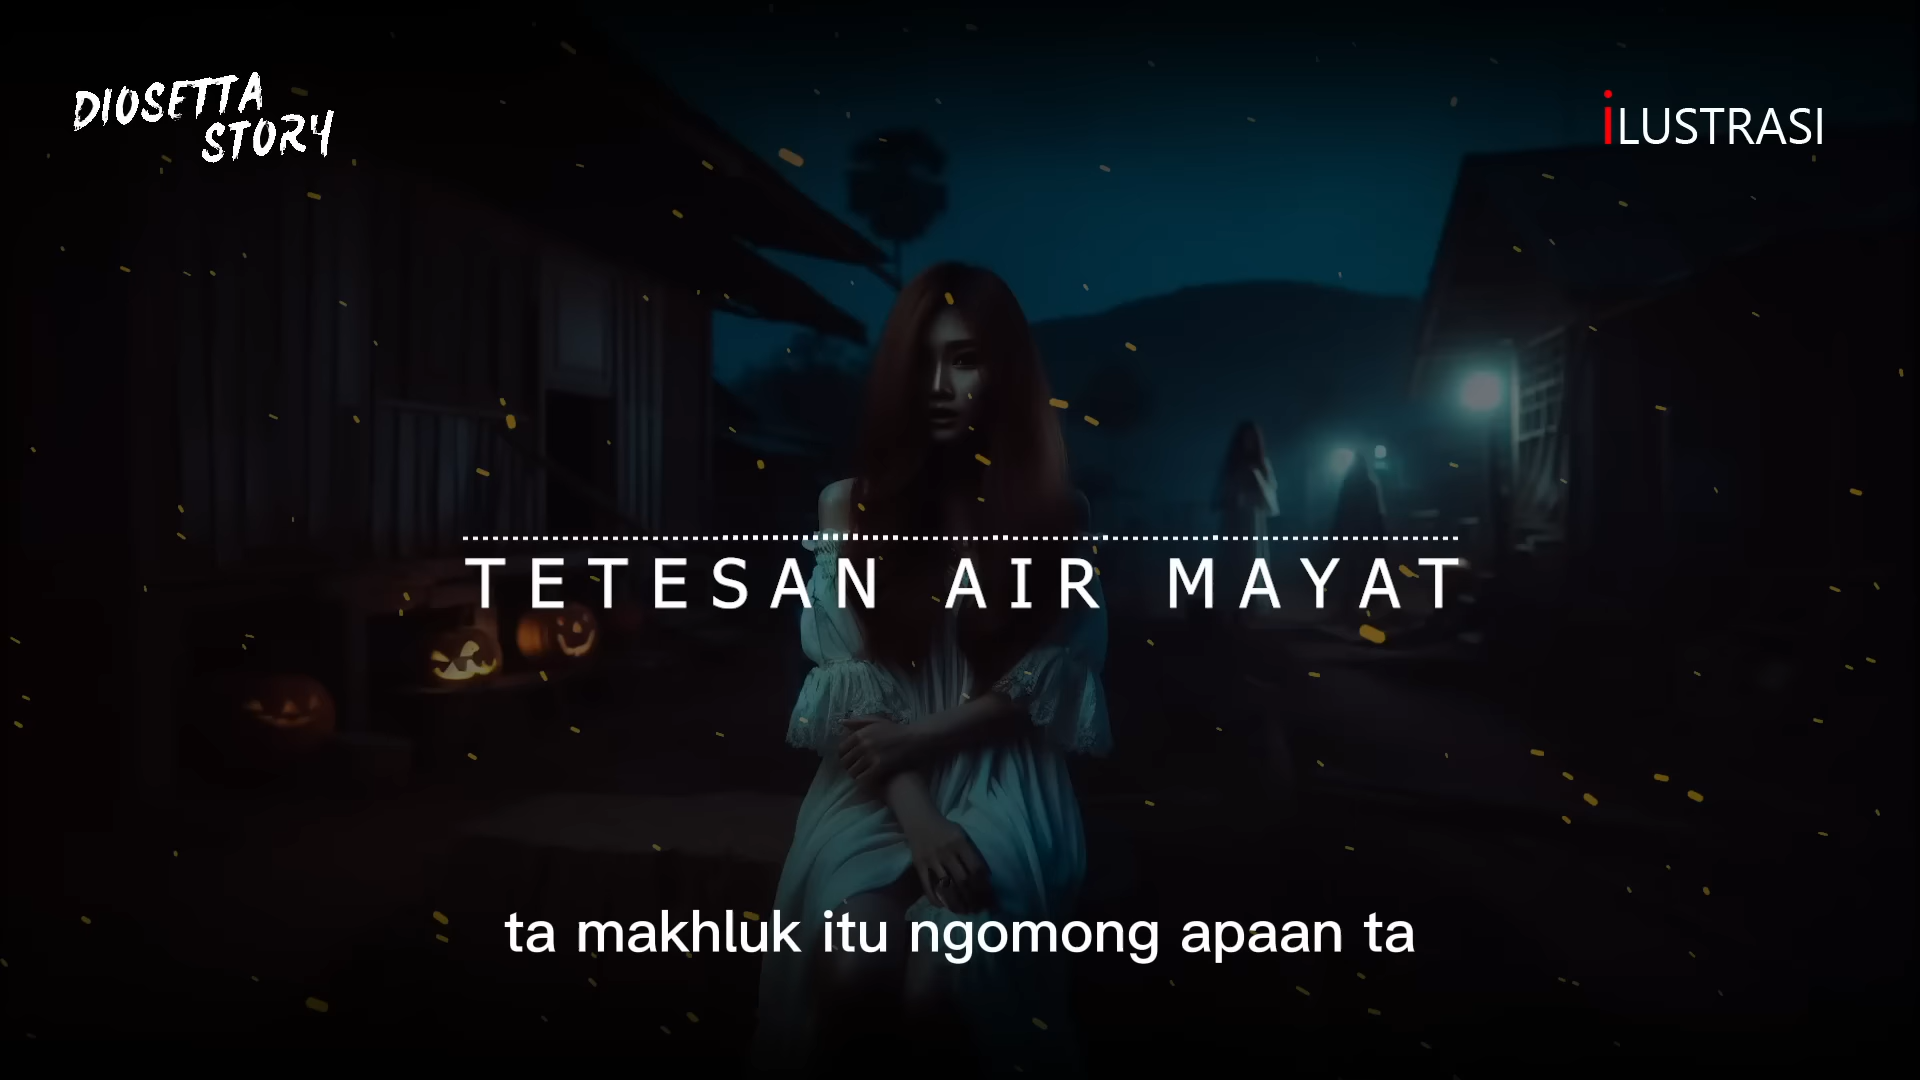 DIOSETTA
STORY
iLUSTRASI
TETESAN AIR MAYAT
ta makhluk itu ngomong apaan ta